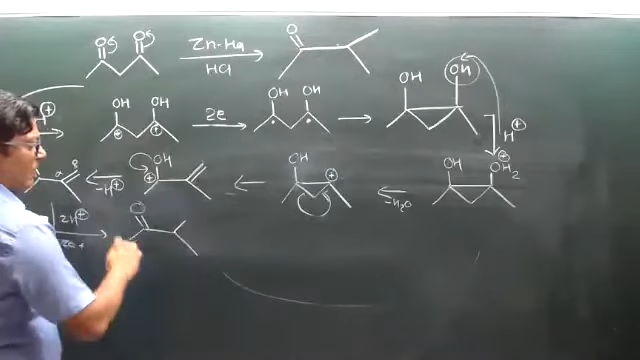 O O Zn-Hg O OH
HCl OH
OH OH 2e OH OH H⊕
OH OH OH ⊕OH2
α β -H⊕ ⊕ ⊕ -H2O
2H⊕ O